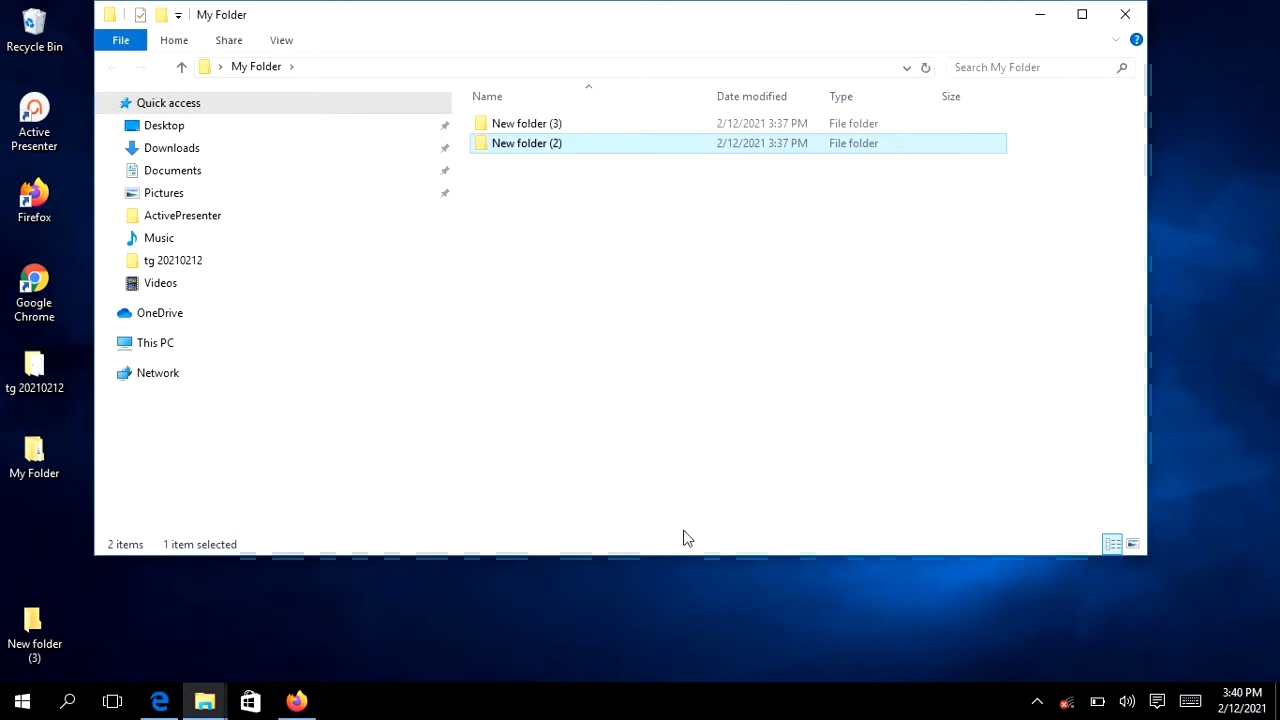 Recycle Bin
Active
Presenter
Firefox
Google
Chrome
tg 20210212
My Folder
New folder
(3)
My Folder
File
Home
Share
View
My Folder
Search My Folder
Quick access
Desktop
Downloads
Documents
Pictures
ActivePresenter
Music
tg 20210212
Videos
OneDrive
This PC
Network
Name
Date modified
Type
Size
New folder (3)
2/12/2021 3:37 PM
File folder
New folder (2)
2/12/2021 3:37 PM
File folder
2 items
1 item selected
3:40 PM
2/12/2021